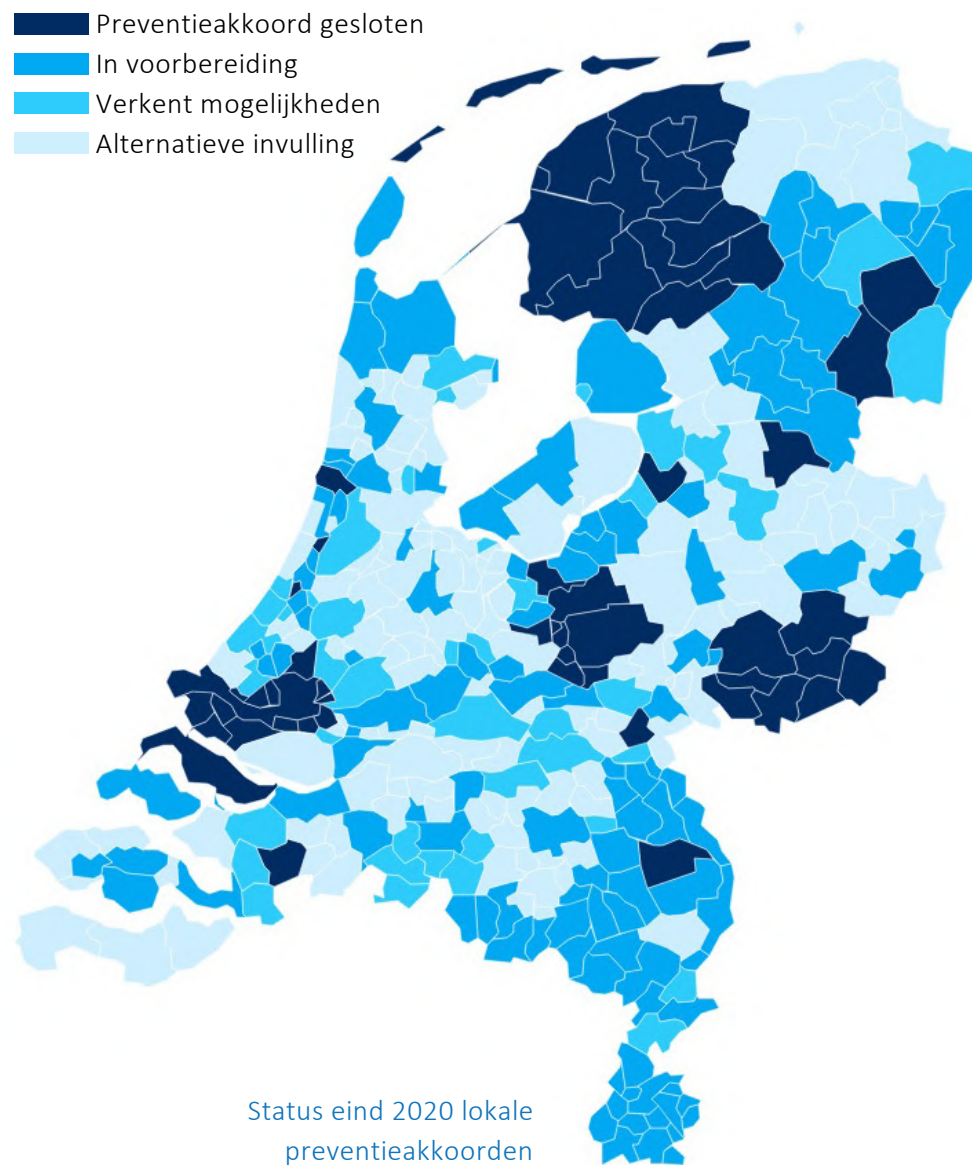 Preventieakkoord gesloten
In voorbereiding
Verkent mogelijkheden
Alternatieve invulling
Status eind 2020 lokale
preventieakkoorden